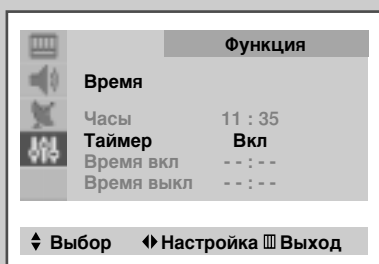 Функция
Время
Часы 11 : 35
Таймер Вкл
Время вкл - - : - -
Время выкл - - : - -
Выбор Настройка Выход